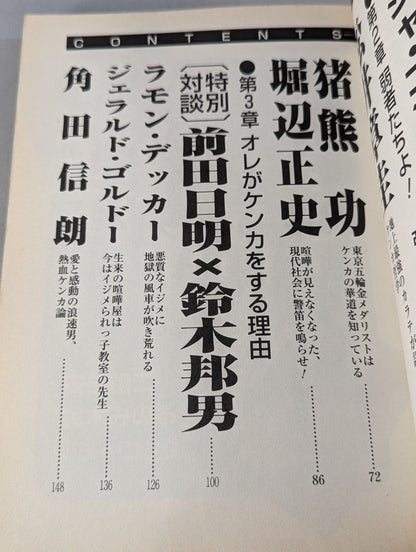 CONTENTS
第2章 弱者たちよ!
猪熊 功
東京五輪金メダリストは
ケンカの華道を知っている
72
堀辺正史
喧嘩が見えなくなった、
現代社会に警笛を鳴らせ!
86
●第3章 オレがケンカをする理由
〔特別対談〕前田日明×鈴木邦男
100
ラモン・デッカー
悪質なイジメに
地獄の風車が吹き荒れる
126
ジェラルド・ゴルドー
生来の喧嘩屋は
今はイジメられっ子教室の先生
136
角田信朗
愛と感動の浪速男、
熱血ケンカ論
148